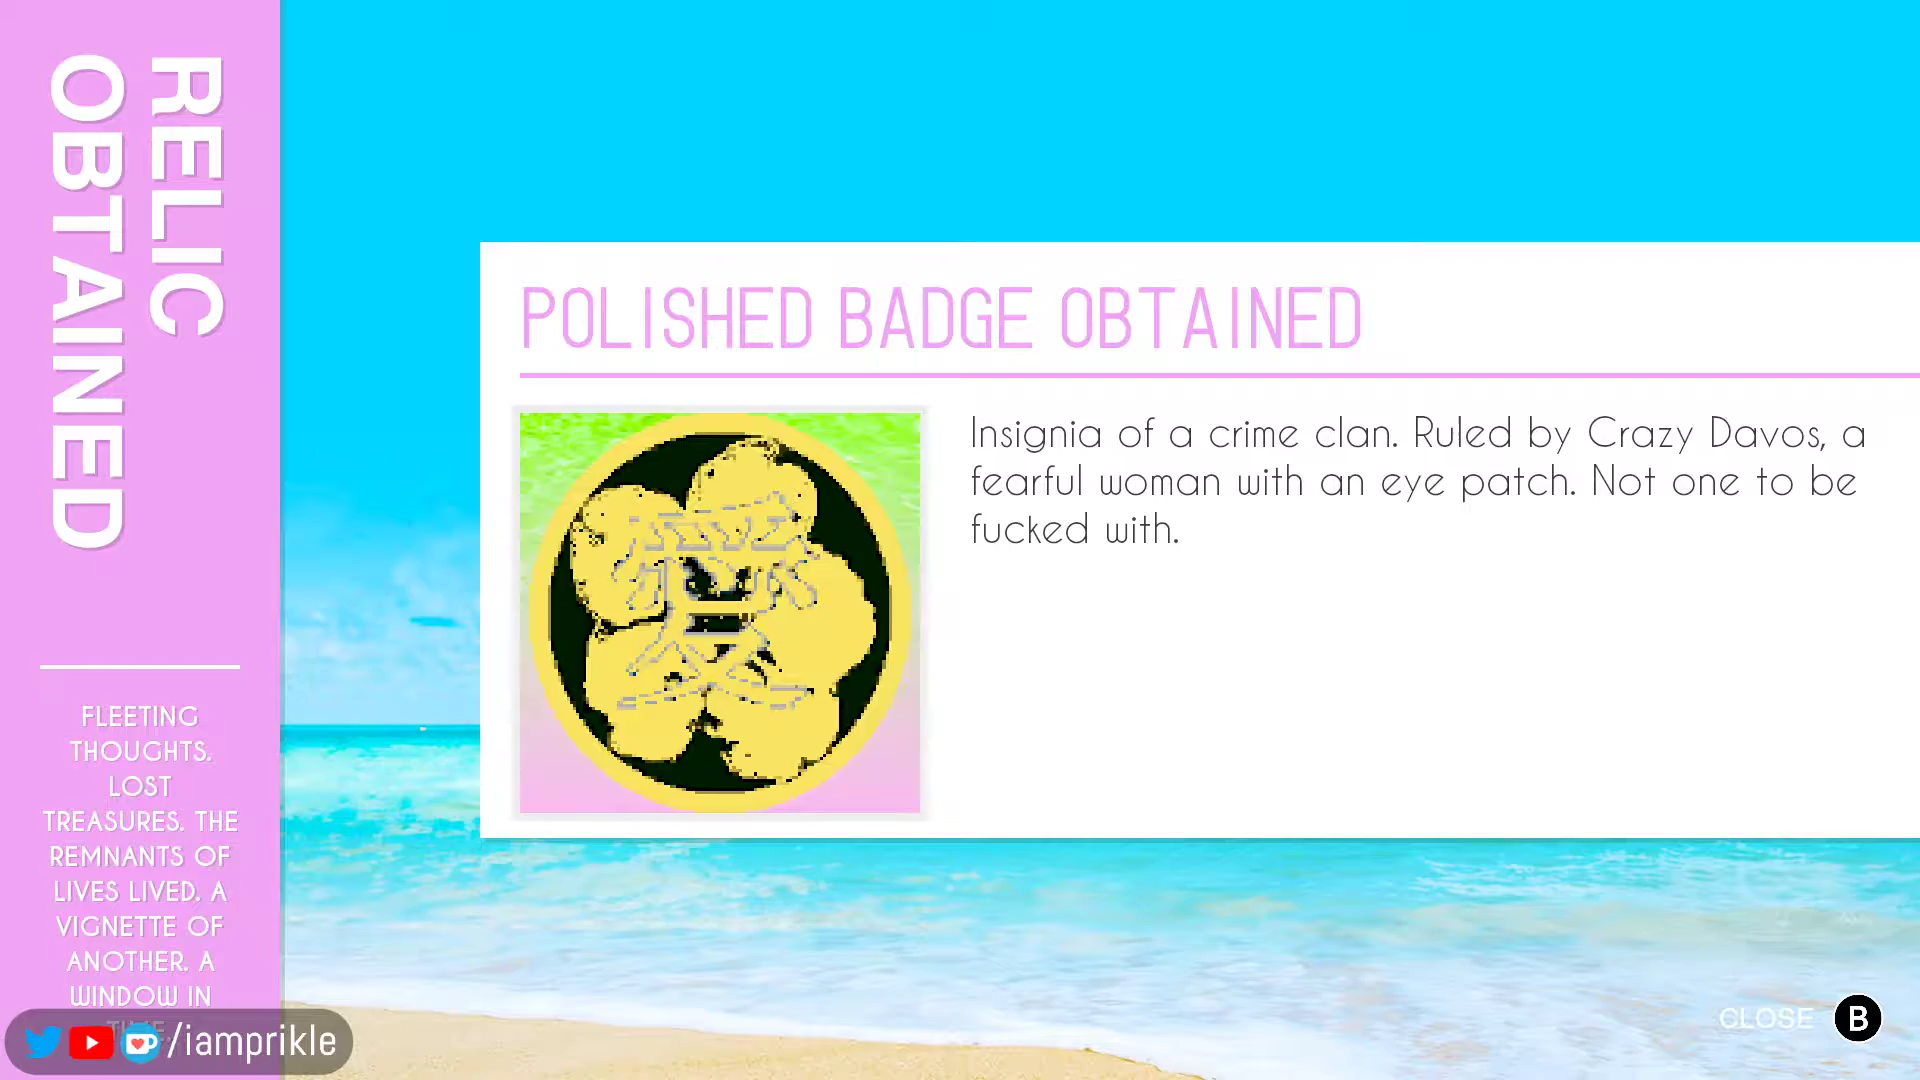 RELIC
OBTAINED
FLEETING
THOUGHTS.
LOST
TREASURES. THE
REMNANTS OF
LIVES LIVED. A
VIGNETTE OF
ANOTHER. A
WINDOW IN
TIME.
/iamprikle
POLISHED BADGE OBTAINED
Insignia of a crime clan. Ruled by Crazy Davos, a
fearful woman with an eye patch. Not one to be
fucked with.
CLOSE B